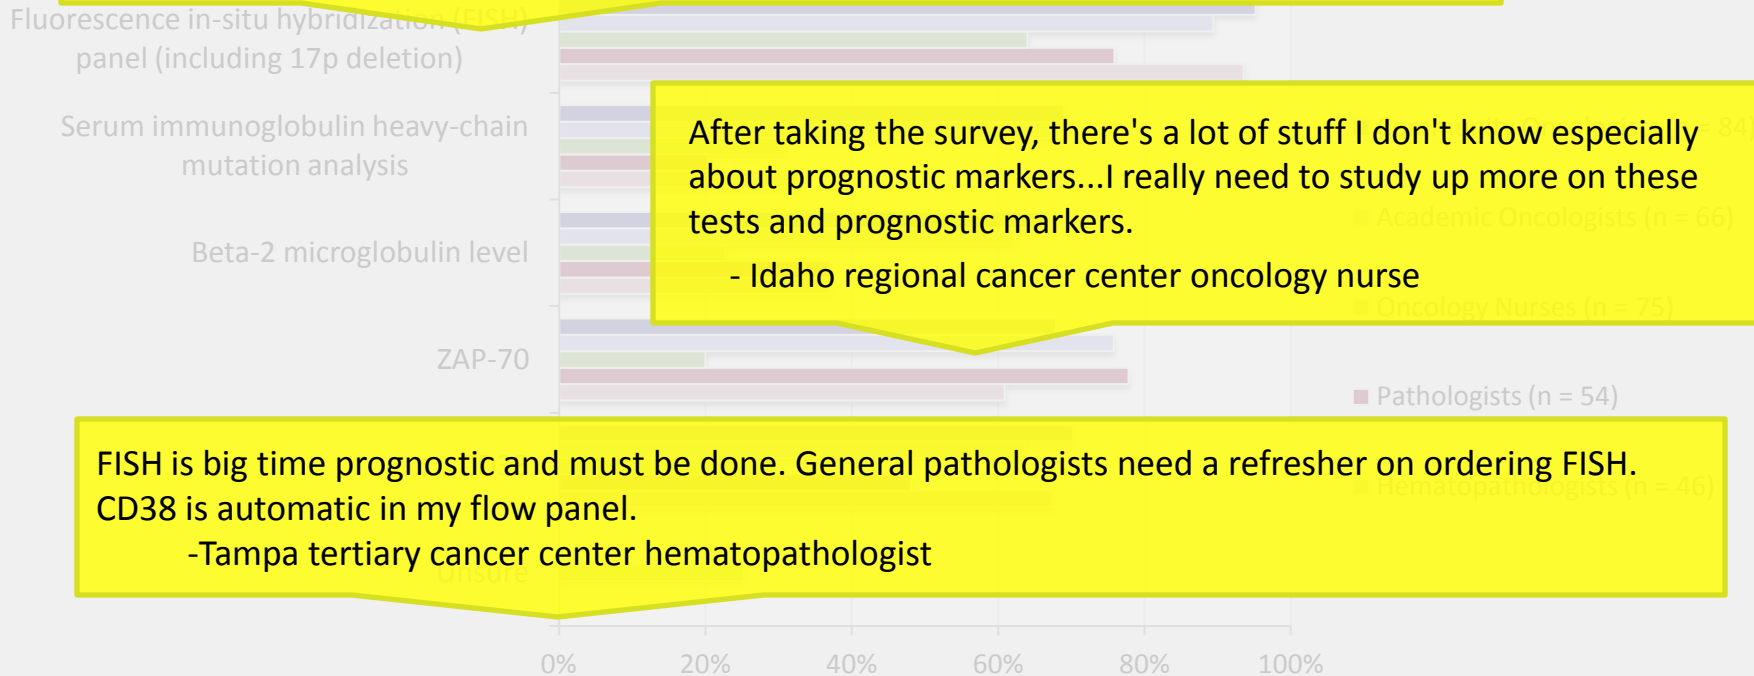 Fluorescence in-situ hybridization (FISH)
panel (including 17p deletion)
Serum immunoglobulin heavy-chain
mutation analysis
Beta-2 microglobulin level
ZAP-70
Unsure
0% 20% 40% 60% 80% 100%
After taking the survey, there's a lot of stuff I don't know especially
about prognostic markers...I really need to study up more on these
tests and prognostic markers.
- Idaho regional cancer center oncology nurse
FISH is big time prognostic and must be done. General pathologists need a refresher on ordering FISH.
CD38 is automatic in my flow panel.
-Tampa tertiary cancer center hematopathologist
= 84)
Academic Oncologists (n = 66)
Oncology Nurses (n = 75)
Pathologists (n = 54)
Hematopathologists (n = 46)